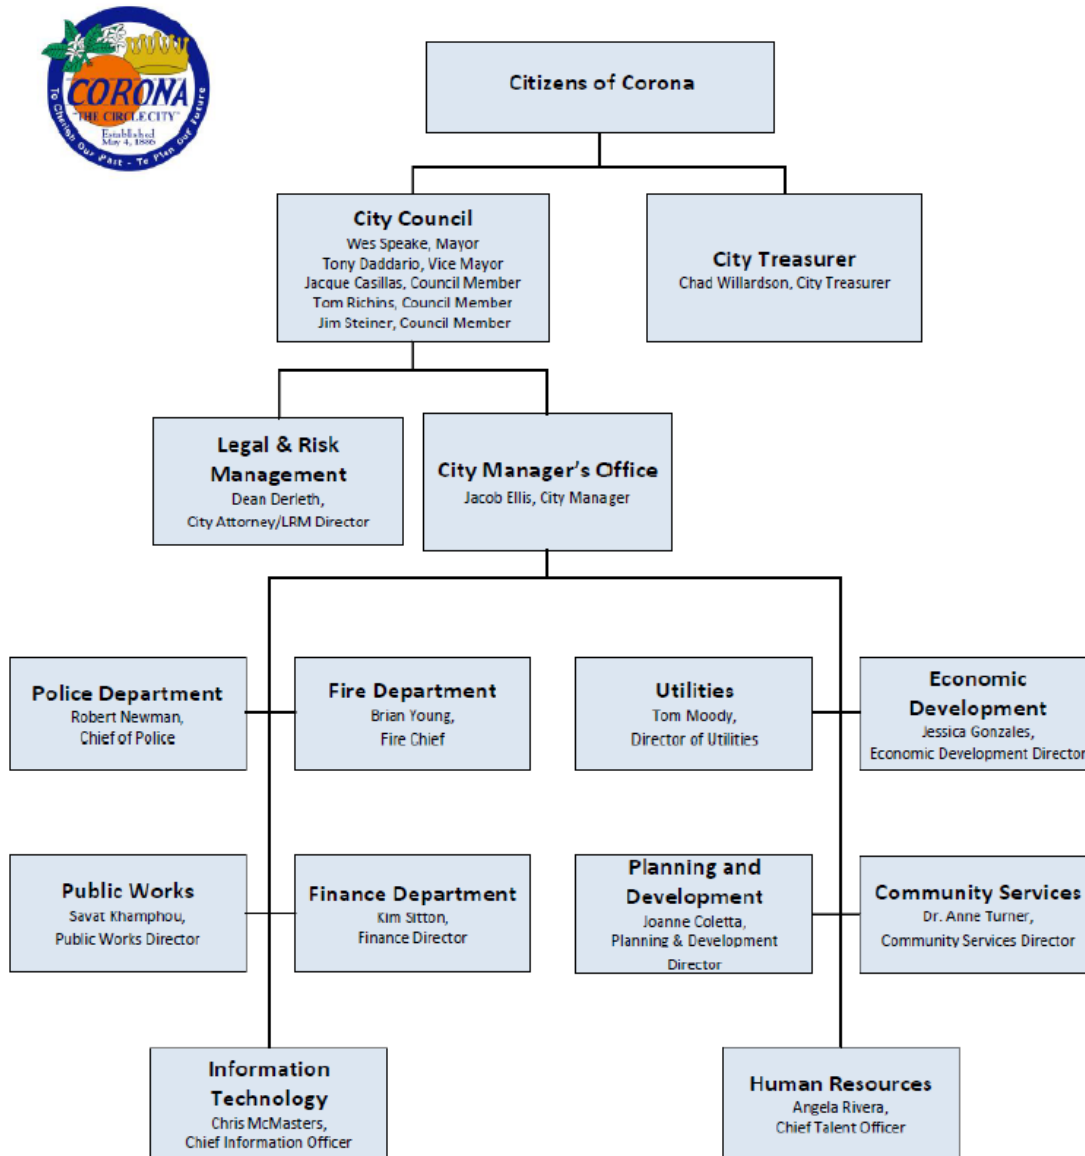 CORONA
"THE CIRCLE CITY"
Established
May 4, 1886
To Cherish Our Past - To Plan Our Future
Citizens of Corona
City Council
Wes Speake, Mayor
Tony Daddario, Vice Mayor
Jacque Casillas, Council Member
Tom Richins, Council Member
Jim Steiner, Council Member
City Treasurer
Chad Willardson, City Treasurer
Legal & Risk
Management
Dean Derleth,
City Attorney/LRM Director
City Manager's Office
Jacob Ellis, City Manager
Police Department
Robert Newman,
Chief of Police
Fire Department
Brian Young,
Fire Chief
Utilities
Tom Moody,
Director of Utilities
Economic
Development
Jessica Gonzales,
Economic Development Director
Public Works
Savat Khamphou,
Public Works Director
Finance Department
Kim Sitton,
Finance Director
Planning and
Development
Joanne Coletta,
Planning & Development
Director
Community Services
Dr. Anne Turner,
Community Services Director
Information
Technology
Chris McMasters,
Chief Information Officer
Human Resources
Angela Rivera,
Chief Talent Officer